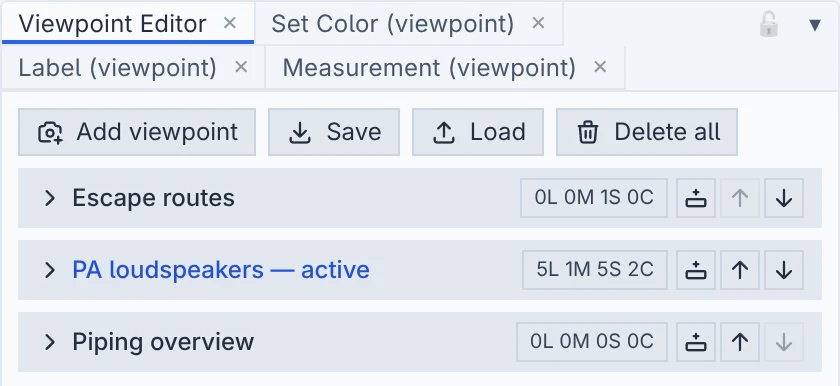 Viewpoint Editor × Set Color (viewpoint) ×
Label (viewpoint) × Measurement (viewpoint) ×
Add viewpoint Save Load Delete all
Escape routes 0L 0M 1S 0C
PA loudspeakers — active 5L 1M 5S 2C
Piping overview 0L 0M 0S 0C